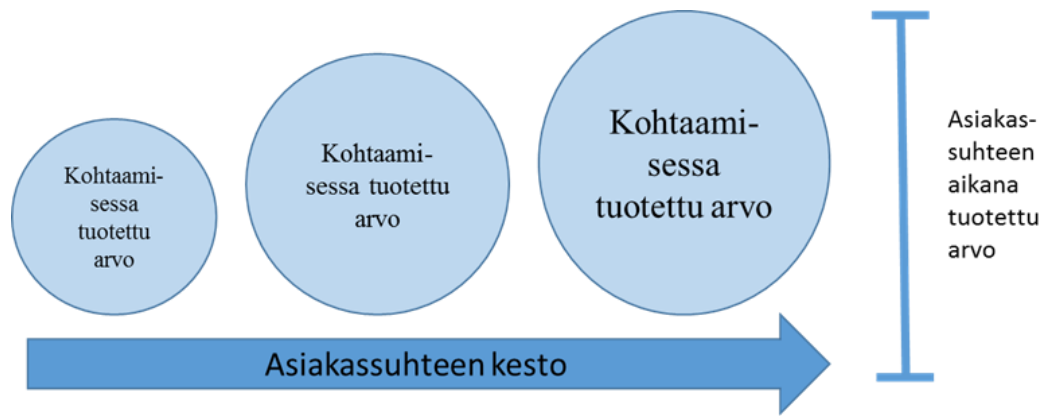 Kohtaami-
sessa
tuotettu
arvo
Kohtaami-
sessa tuotettu
arvo
Kohtaami-
sessa
tuotettu arvo
Asiakas-
suhteen
aikana
tuotettu
arvo
Asiakassuhteen kesto